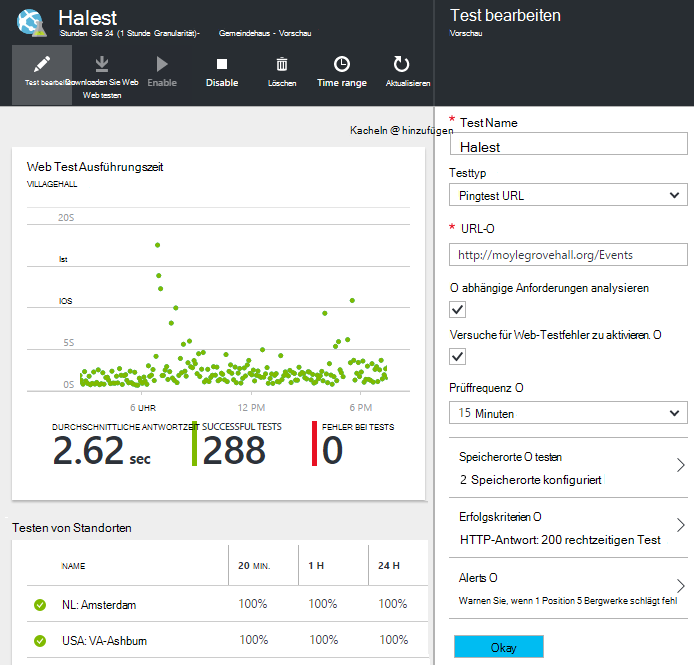 Halest
Stunden Sie 24 (1 Stunde Granularität)- Gemeindehaus - Vorschau
Test bearbeiten
Downloaden Sie Web
Web testen
Enable
Disable
Löschen
Time range
Aktualisieren
Kacheln @ hinzufügen
Web Test Ausführungszeit
VILLAGEHALL
20S
Ist
IOS
5S
0S
6 UHR
12 PM
6 PM
DURCHSCHNITTLICHE ANTWORTZEIT
2.62 sec
SUCCESSFUL TESTS
288
FEHLER BEI TESTS
0
Testen von Standorten
NAME 20 MIN. 1 H 24 H
NL: Amsterdam 100% 100% 100%
USA: VA-Ashbum 100% 100% 100%
Test bearbeiten
Vorschau
* Test Name
Halest
Testtyp
Pingtest URL
* URL-O
http://moylegrovehall.org/Events
O abhängige Anforderungen analysieren
Versuche für Web-Testfehler zu aktivieren. O
Prüffrequenz O
15 Minuten
Speicherorte O testen
2 Speicherorte konfiguriert
Erfolgskriterien O
HTTP-Antwort: 200 rechtzeitigen Test
Alerts O
Warnen Sie, wenn 1 Position 5 Bergwerke schlägt fehl
Okay